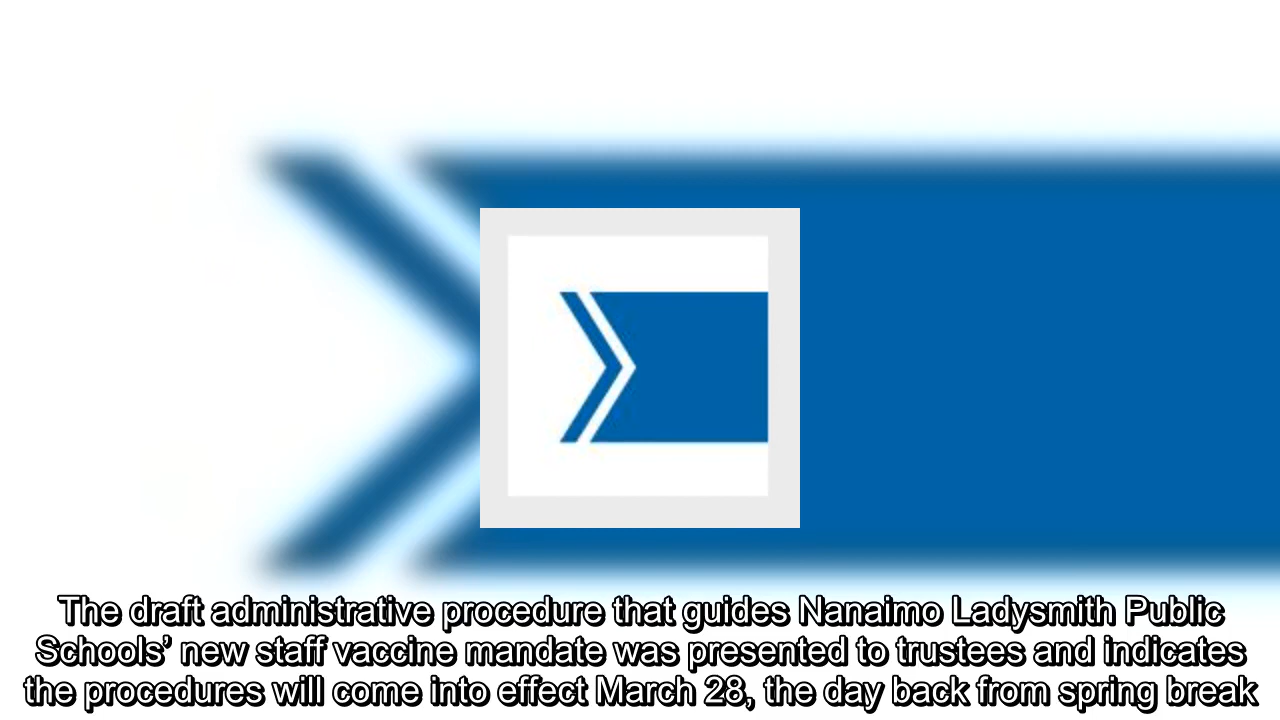 The draft administrative procedure that guides Nanaimo Ladysmith Public
Schools’ new staff vaccine mandate was presented to trustees and indicates
the procedures will come into effect March 28, the day back from spring break